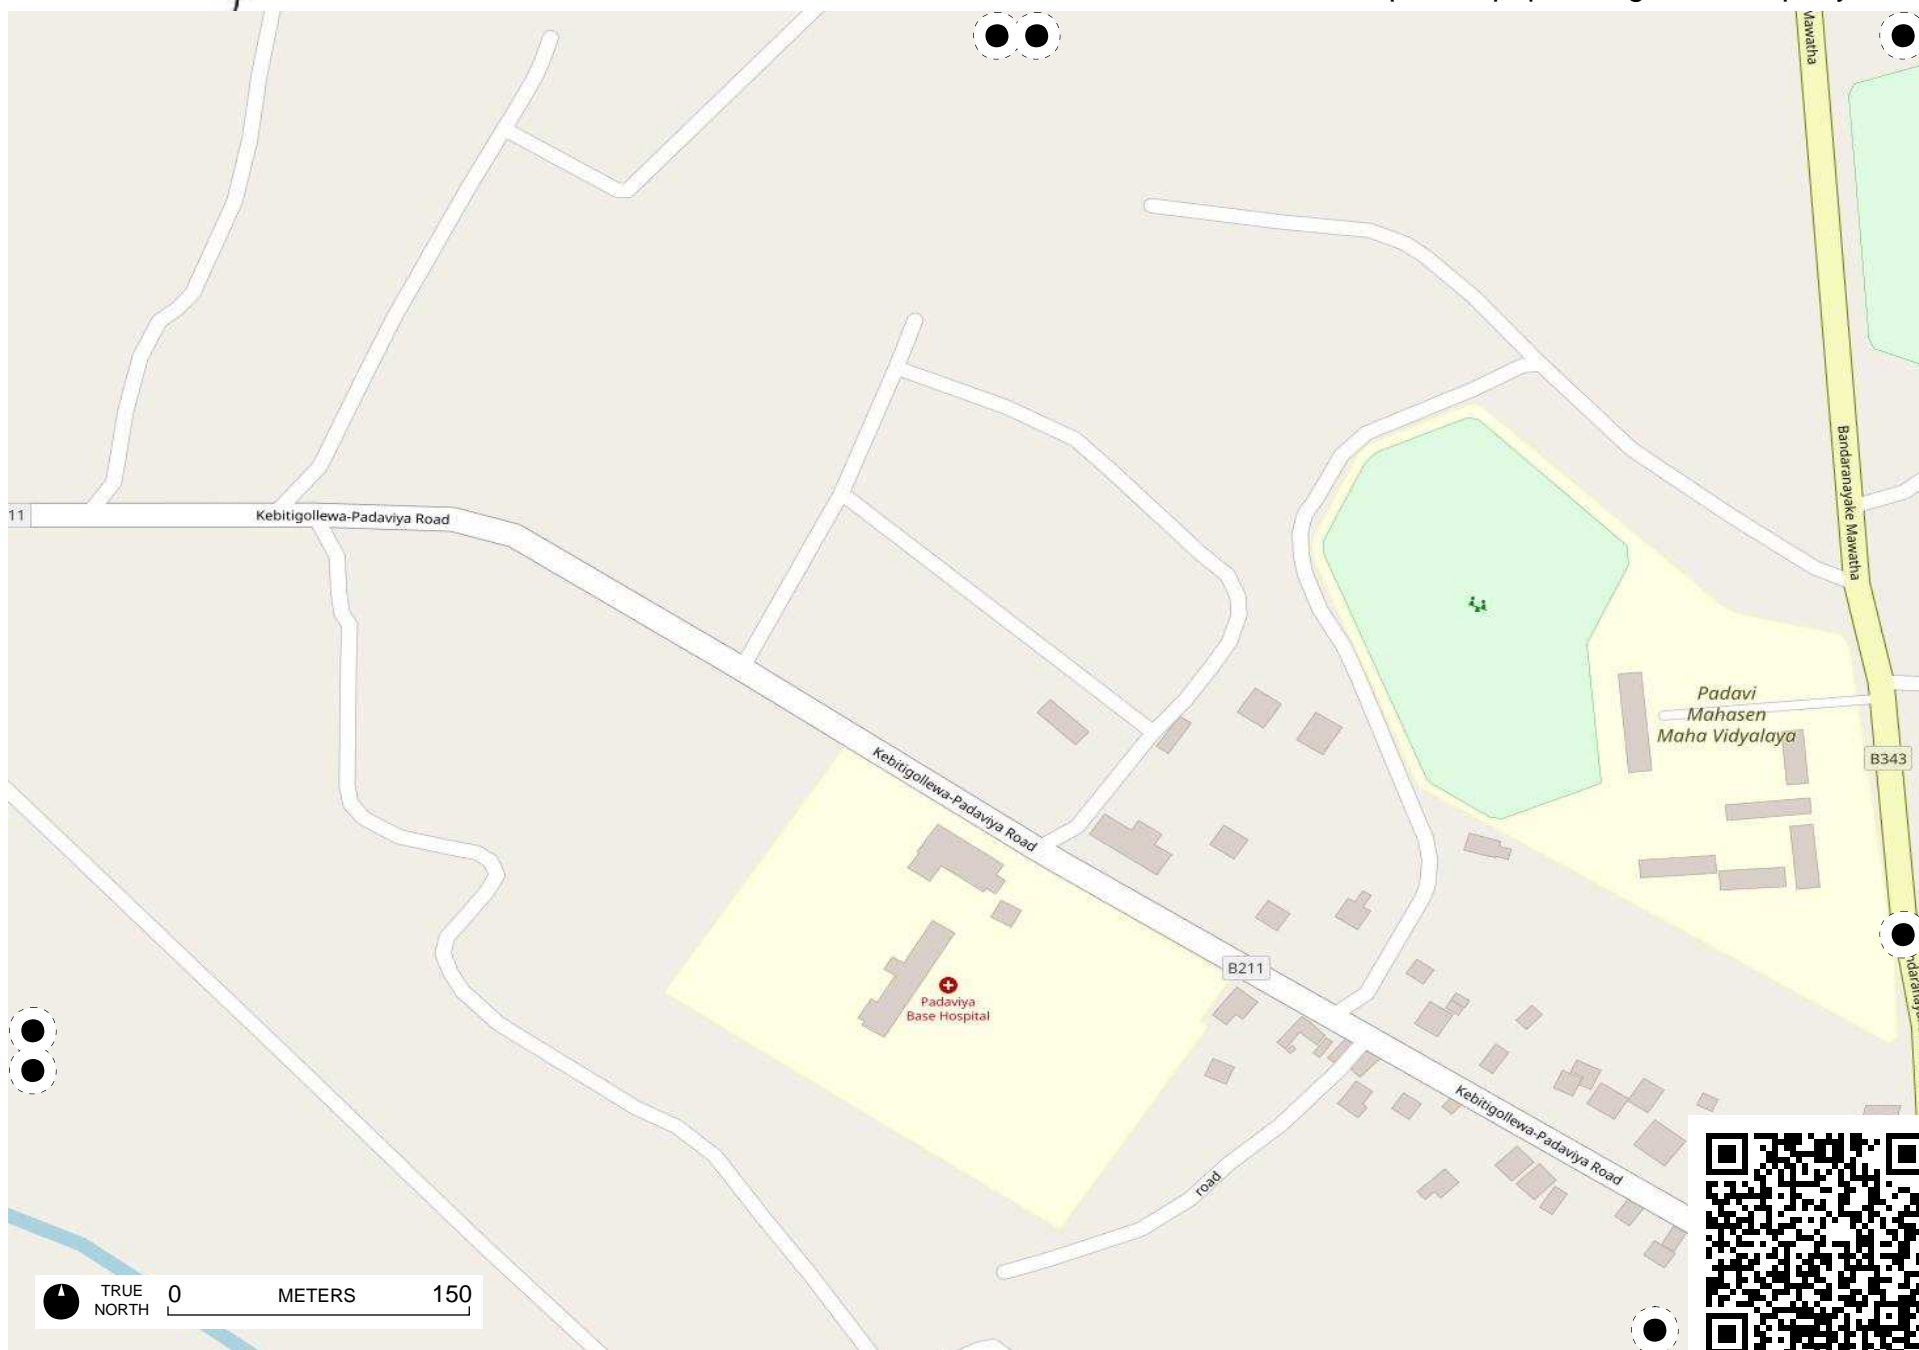 Mawatha
11
Kebitigollewa-Padaviya Road
Bandaranayake Mawatha
Padavi
Mahasen
Maha Vidyalaya
Kebitigollewa-Padaviya Road
B343
B211
Padaviya
Base Hospital
Kebitigollewa-Padaviya Road
road
TRUE
NORTH
0 METERS 150